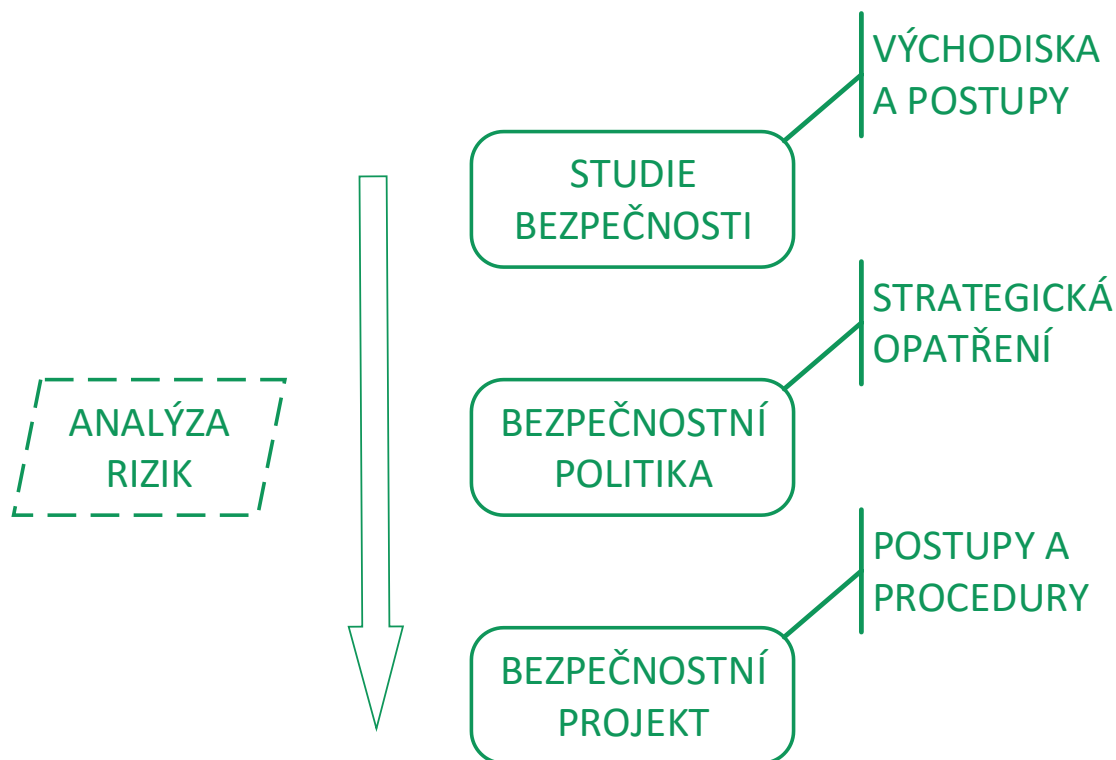 VÝCHODISKA
A POSTUPY
STUDIE
BEZPEČNOSTI
STRATEGICKÁ
OPATŘENÍ
ANALÝZA
RIZIK
BEZPEČNOSTNÍ
POLITIKA
POSTUPY A
PROCEDURY
BEZPEČNOSTNÍ
PROJEKT